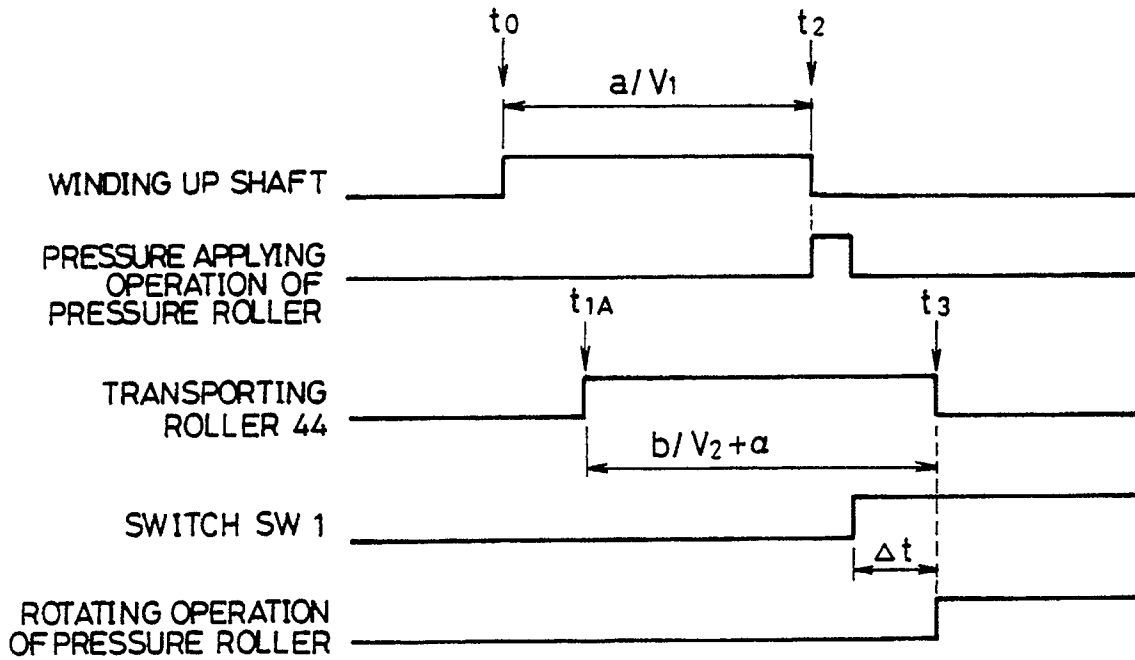 t0 t2
a/V1
WINDING UP SHAFT
PRESSURE APPLYING
OPERATION OF
PRESSURE ROLLER
t1A t3
TRANSPORTING
ROLLER 44
b/V2+α
SWITCH SW 1
Δt
ROTATING OPERATION
OF PRESSURE ROLLER